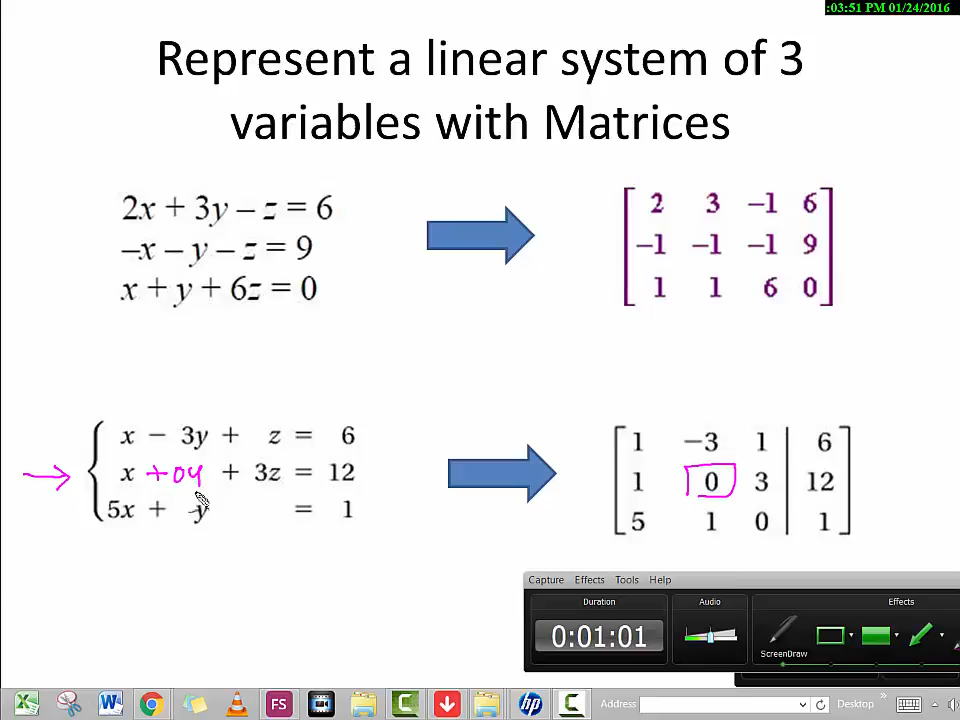 :03:51 PM 01/24/2016
Represent a linear system of 3
variables with Matrices
2x + 3y – z = 6
–x – y – z = 9
x + y + 6z = 0
2 3 –1 6
–1 –1 –1 9
1 1 6 0
x − 3y + z = 6
x +0y + 3z = 12
5x + y = 1
1 −3 1 6
1 0 3 12
5 1 0 1
Capture Effects Tools Help
Duration Audio Effects
0:01:01
ScreenDraw
W FS C hp C Address Desktop